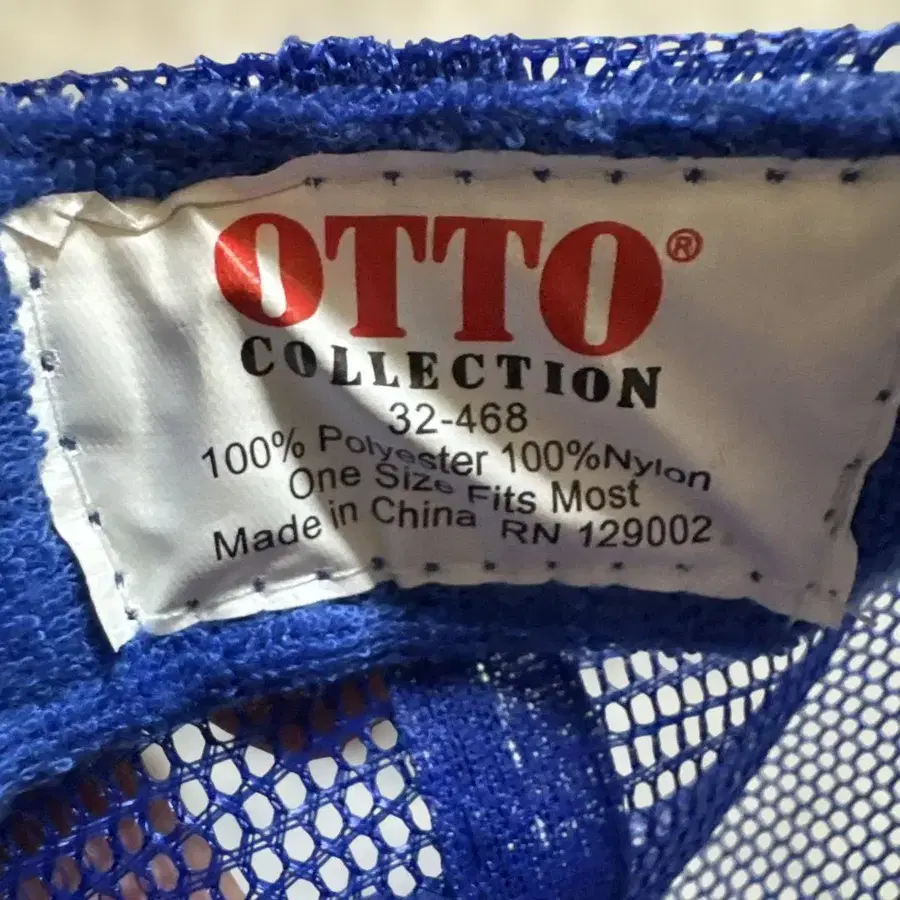 OTTO®
COLLECTION
32-468
100% Polyester 100%Nylon
One Size Fits Most
Made in China RN 129002